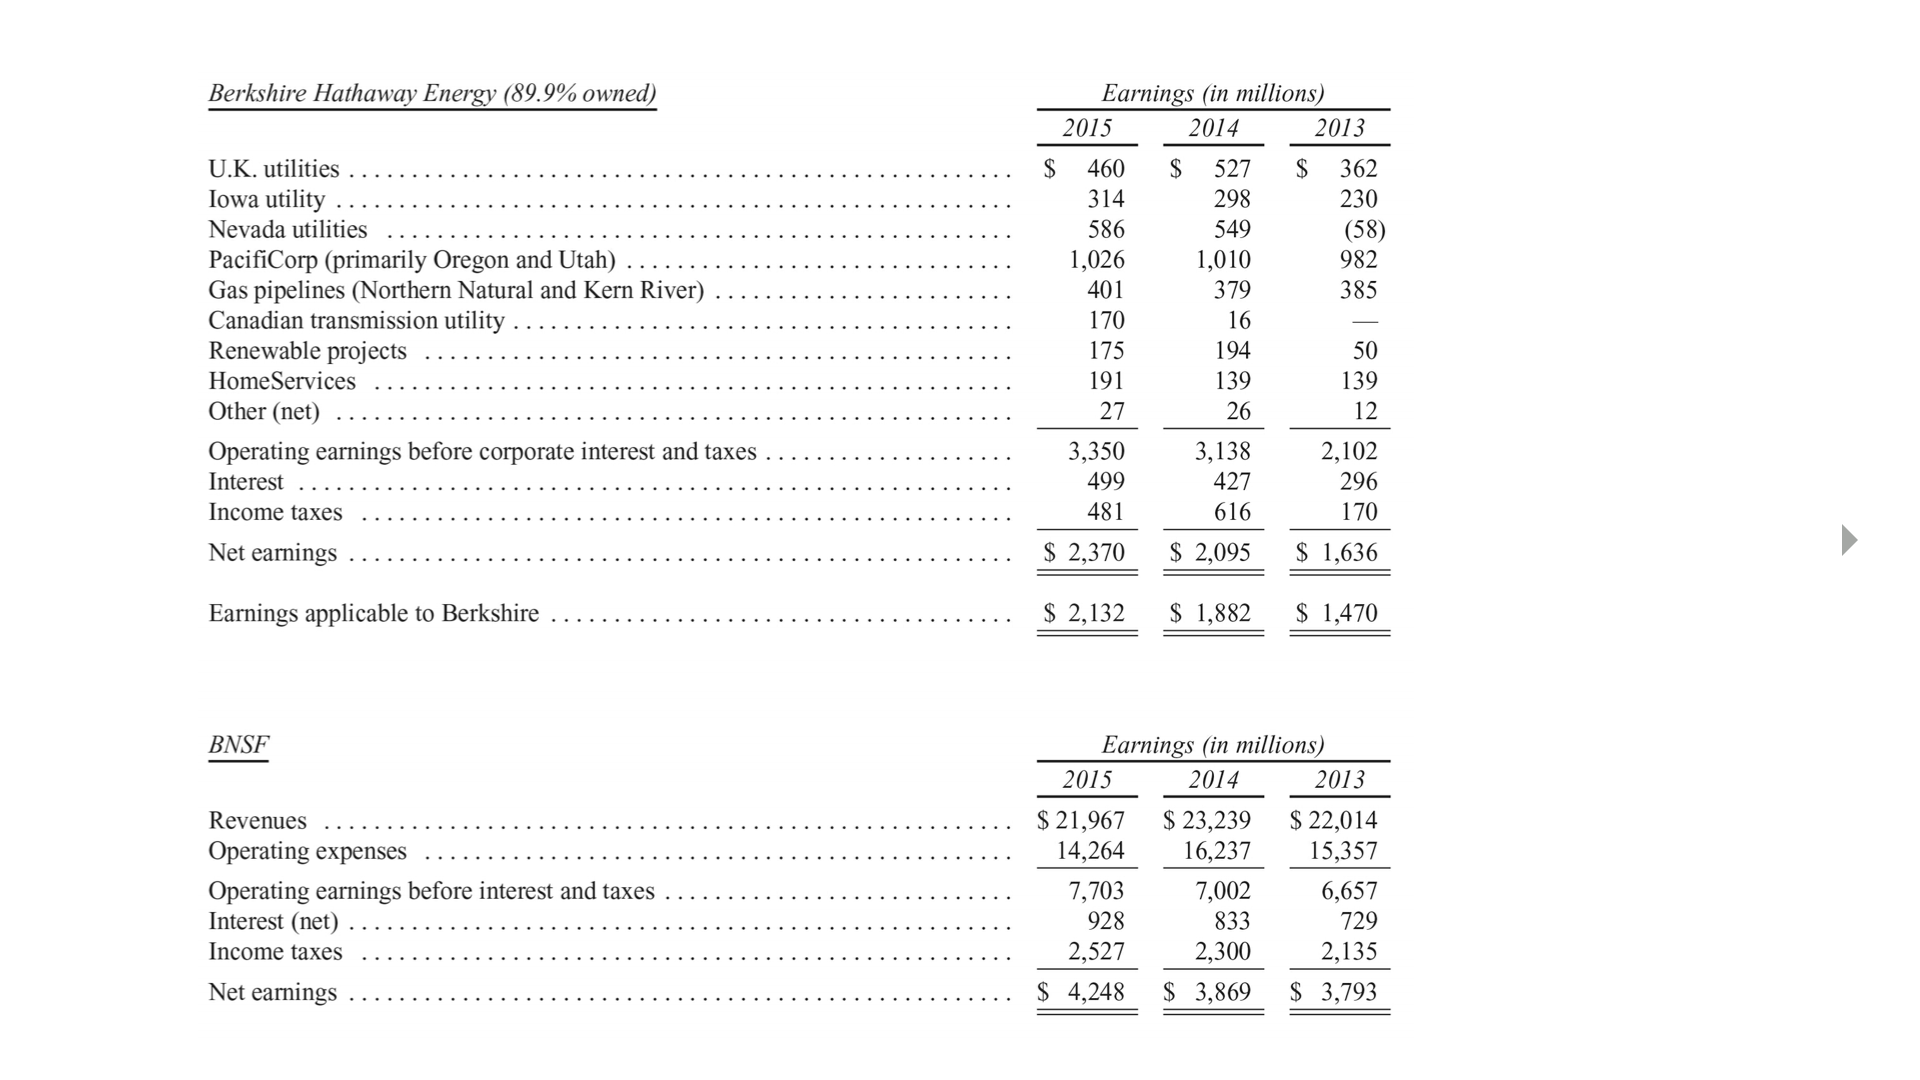 Berkshire Hathaway Energy (89.9% owned) Earnings (in millions)
2015 2014 2013
U.K. utilities $ 460 $ 527 $ 362
Iowa utility 314 298 230
Nevada utilities 586 549 (58)
PacifiCorp (primarily Oregon and Utah) 1,026 1,010 982
Gas pipelines (Northern Natural and Kern River) 401 379 385
Canadian transmission utility 170 16 —
Renewable projects 175 194 50
HomeServices 191 139 139
Other (net) 27 26 12
Operating earnings before corporate interest and taxes 3,350 3,138 2,102
Interest 499 427 296
Income taxes 481 616 170
Net earnings $ 2,370 $ 2,095 $ 1,636
Earnings applicable to Berkshire $ 2,132 $ 1,882 $ 1,470
BNSF Earnings (in millions)
2015 2014 2013
Revenues $ 21,967 $ 23,239 $ 22,014
Operating expenses 14,264 16,237 15,357
Operating earnings before interest and taxes 7,703 7,002 6,657
Interest (net) 928 833 729
Income taxes 2,527 2,300 2,135
Net earnings $ 4,248 $ 3,869 $ 3,793